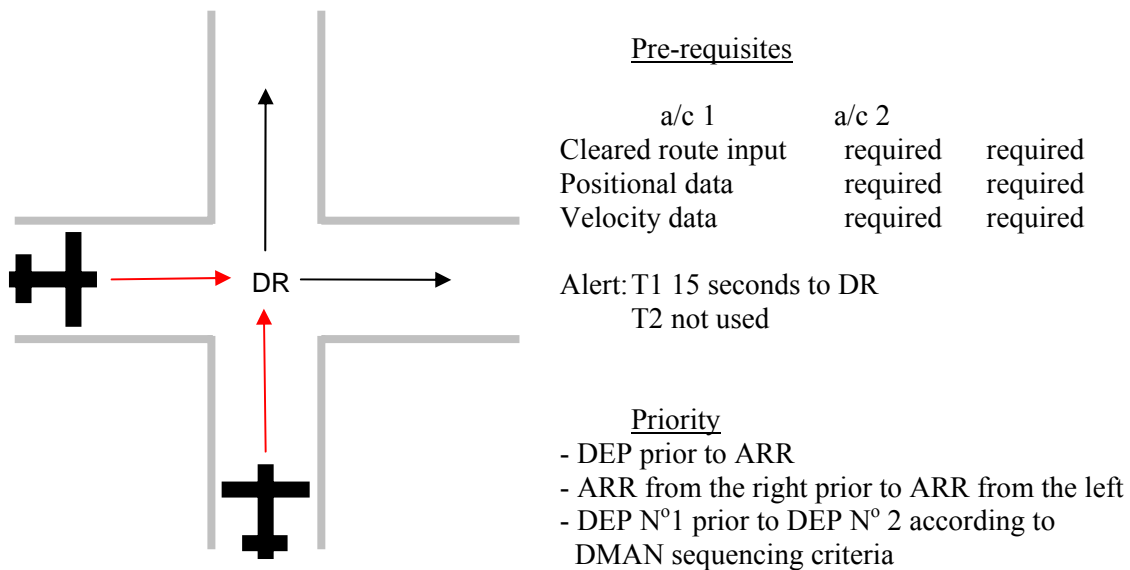 Pre-requisites
a/c 1 a/c 2
Cleared route input required required
Positional data required required
Velocity data required required
DR
Alert: T1 15 seconds to DR
T2 not used
Priority
- DEP prior to ARR
- ARR from the right prior to ARR from the left
- DEP Nº1 prior to DEP Nº 2 according to
DMAN sequencing criteria